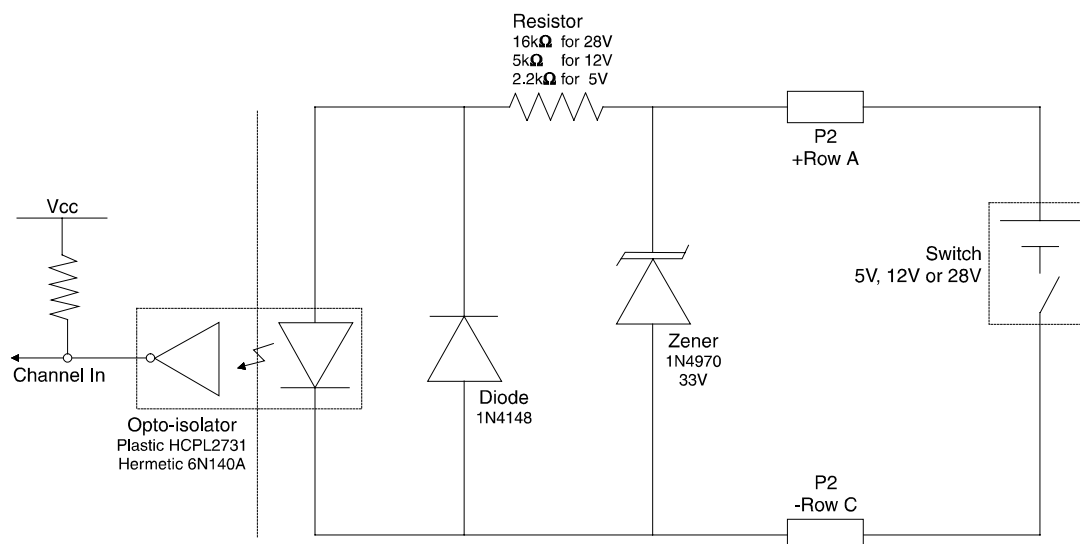 Resistor
16kΩ for 28V
5kΩ for 12V
2.2kΩ for 5V
P2
+Row A
Vcc
Switch
5V, 12V or 28V
Zener
1N4970
33V
Channel In
Diode
1N4148
Opto-isolator
Plastic HCPL2731
Hermetic 6N140A
P2
-Row C